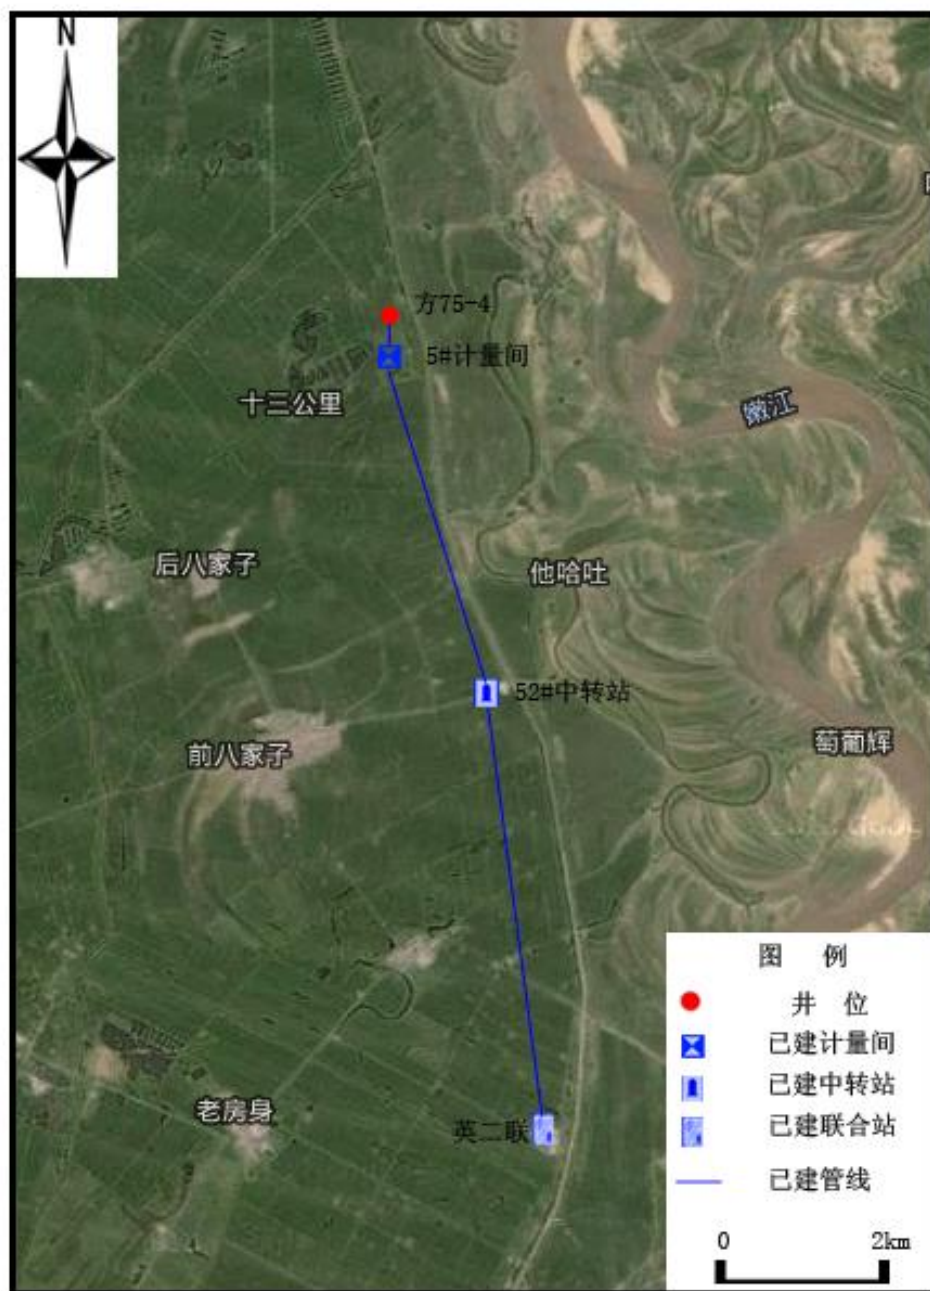 N
方75-4
5#计量间
十三公里
嫩江
后八家子
他哈吐
52#中转站
前八家子
萄葡辉
老房身
英二联
图 例
井 位
已建计量间
已建中转站
已建联合站
已建管线
0 2km